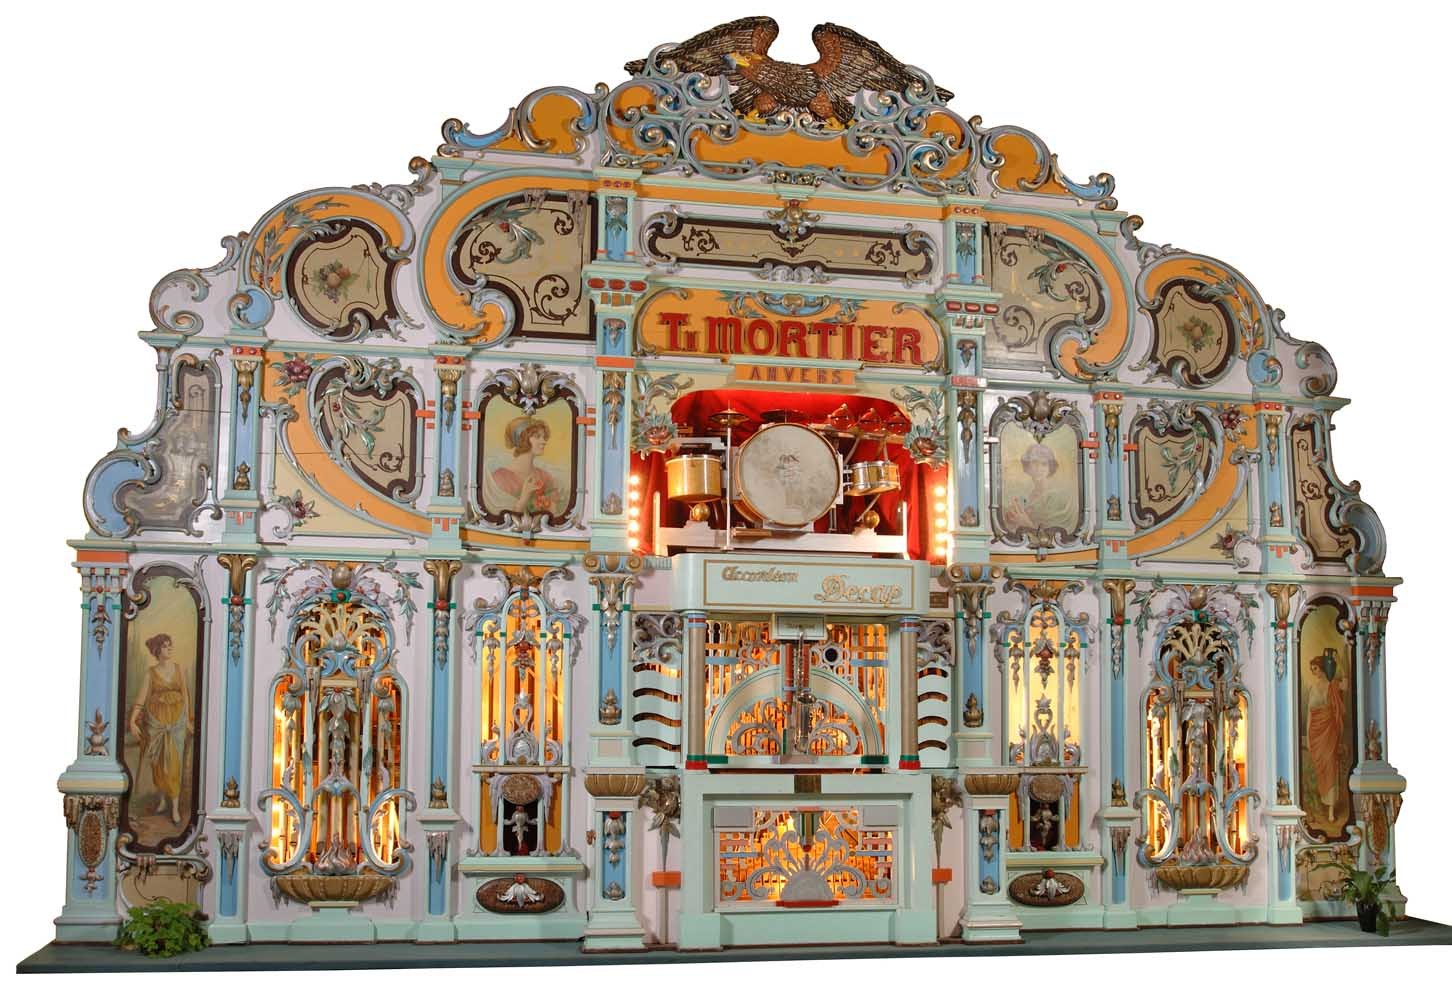 TH MORTIER
ANVERS
Accordeon Decap